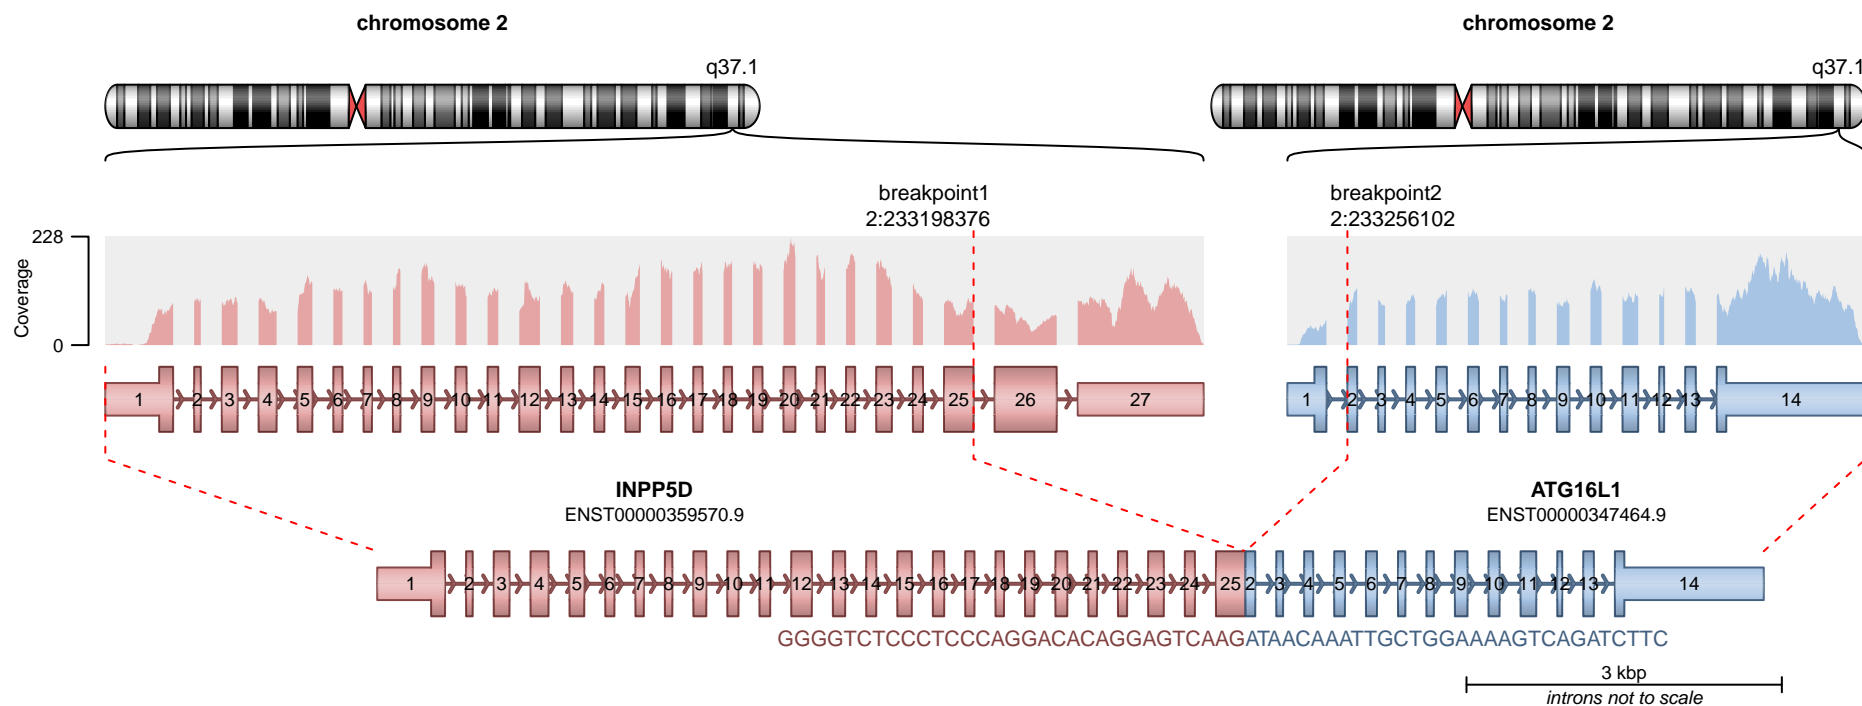 chromosome 2
chromosome 2
q37.1
q37.1
breakpoint1
2:233198376
breakpoint2
2:233256102
228
Coverage
0
1 2 3 4 5 6 7 8 9 10 11 12 13 14 15 16 17 18 19 20 21 22 23 24 25 26 27
1 2 3 4 5 6 7 8 9 10 11 12 13 14
INPP5D
ENST00000359570.9
ATG16L1
ENST00000347464.9
1 2 3 4 5 6 7 8 9 10 11 12 13 14 15 16 17 18 19 20 21 22 23 24 25 2 3 4 5 6 7 8 9 10 11 12 13 14
GGGGTCTCCCTCCCAGGACACAGGAGTCAAGATAACAAATTGCTGGAAAAGTCAGATCTTC
3 kbp
introns not to scale